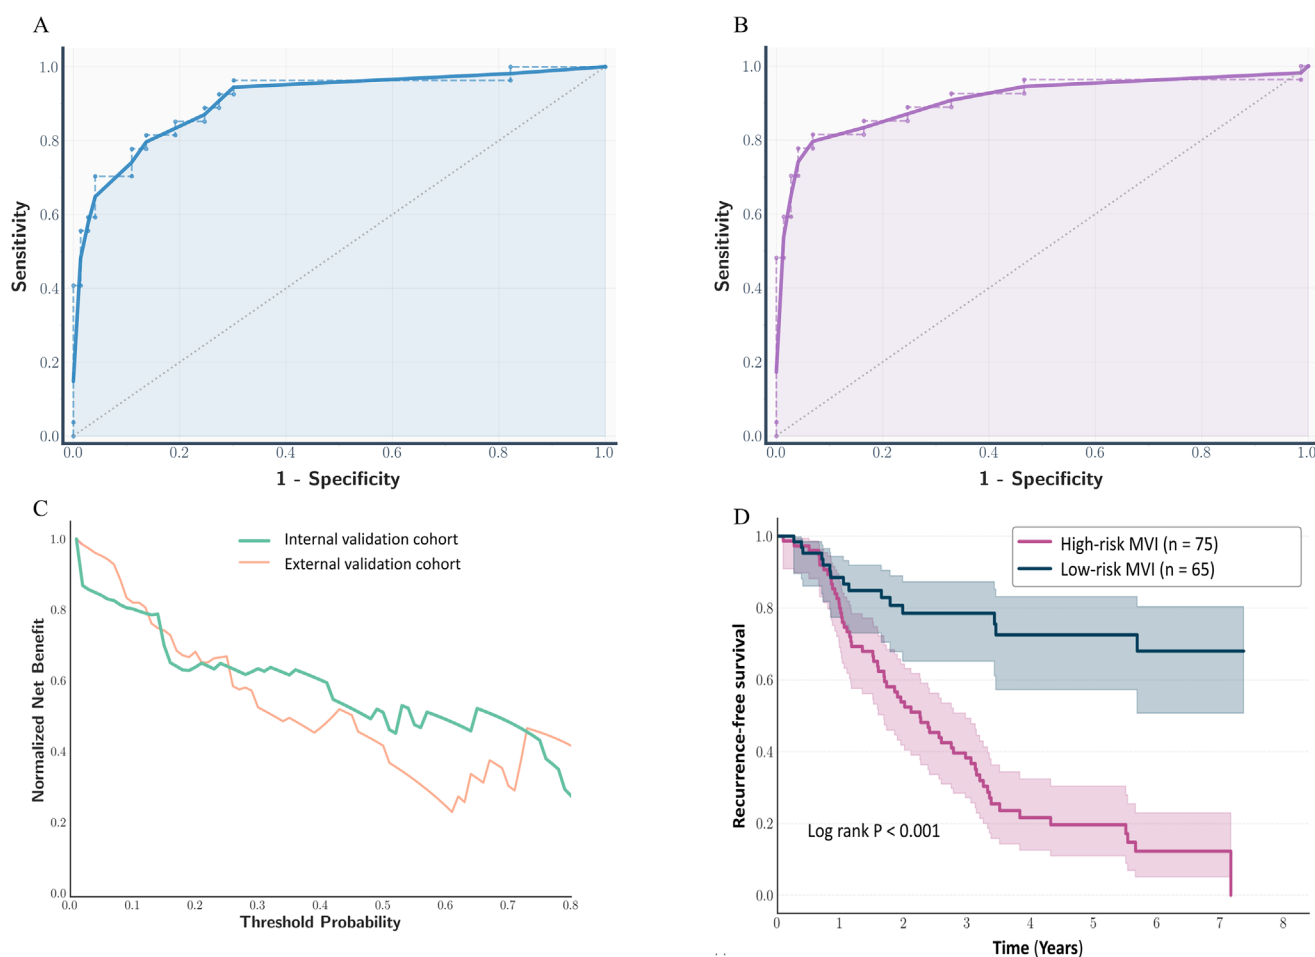 A
1.0
0.8
0.6
0.4
0.2
0.0
Sensitivity
0.0 0.2 0.4 0.6 0.8 1.0
1 - Specificity
B
1.0
0.8
0.6
0.4
0.2
0.0
Sensitivity
0.0 0.2 0.4 0.6 0.8 1.0
1 - Specificity
C
Internal validation cohort
External validation cohort
1.0
0.8
0.6
0.4
0.2
0.0
Normalized Net Benefit
0.0 0.1 0.2 0.3 0.4 0.5 0.6 0.7 0.8
Threshold Probability
D
High-risk MVI (n = 75)
Low-risk MVI (n = 65)
1.0
0.8
0.6
0.4
0.2
0.0
Recurrence-free survival
Log rank P < 0.001
0 1 2 3 4 5 6 7 8
Time (Years)